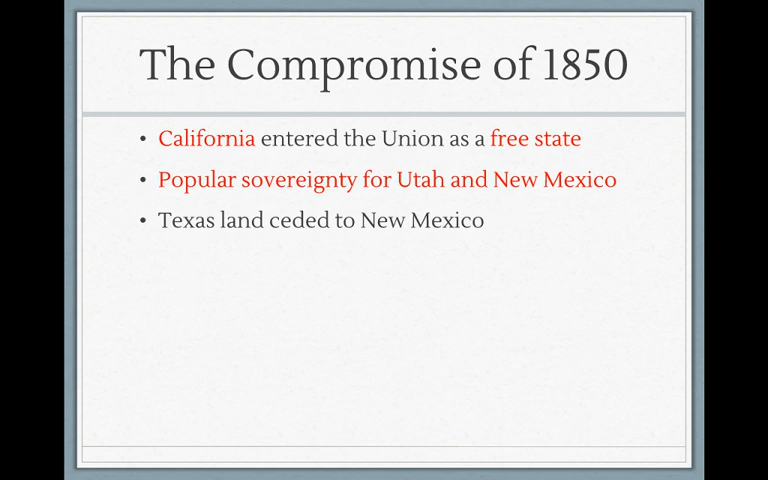 The Compromise of 1850
• California entered the Union as a free state
• Popular sovereignty for Utah and New Mexico
• Texas land ceded to New Mexico